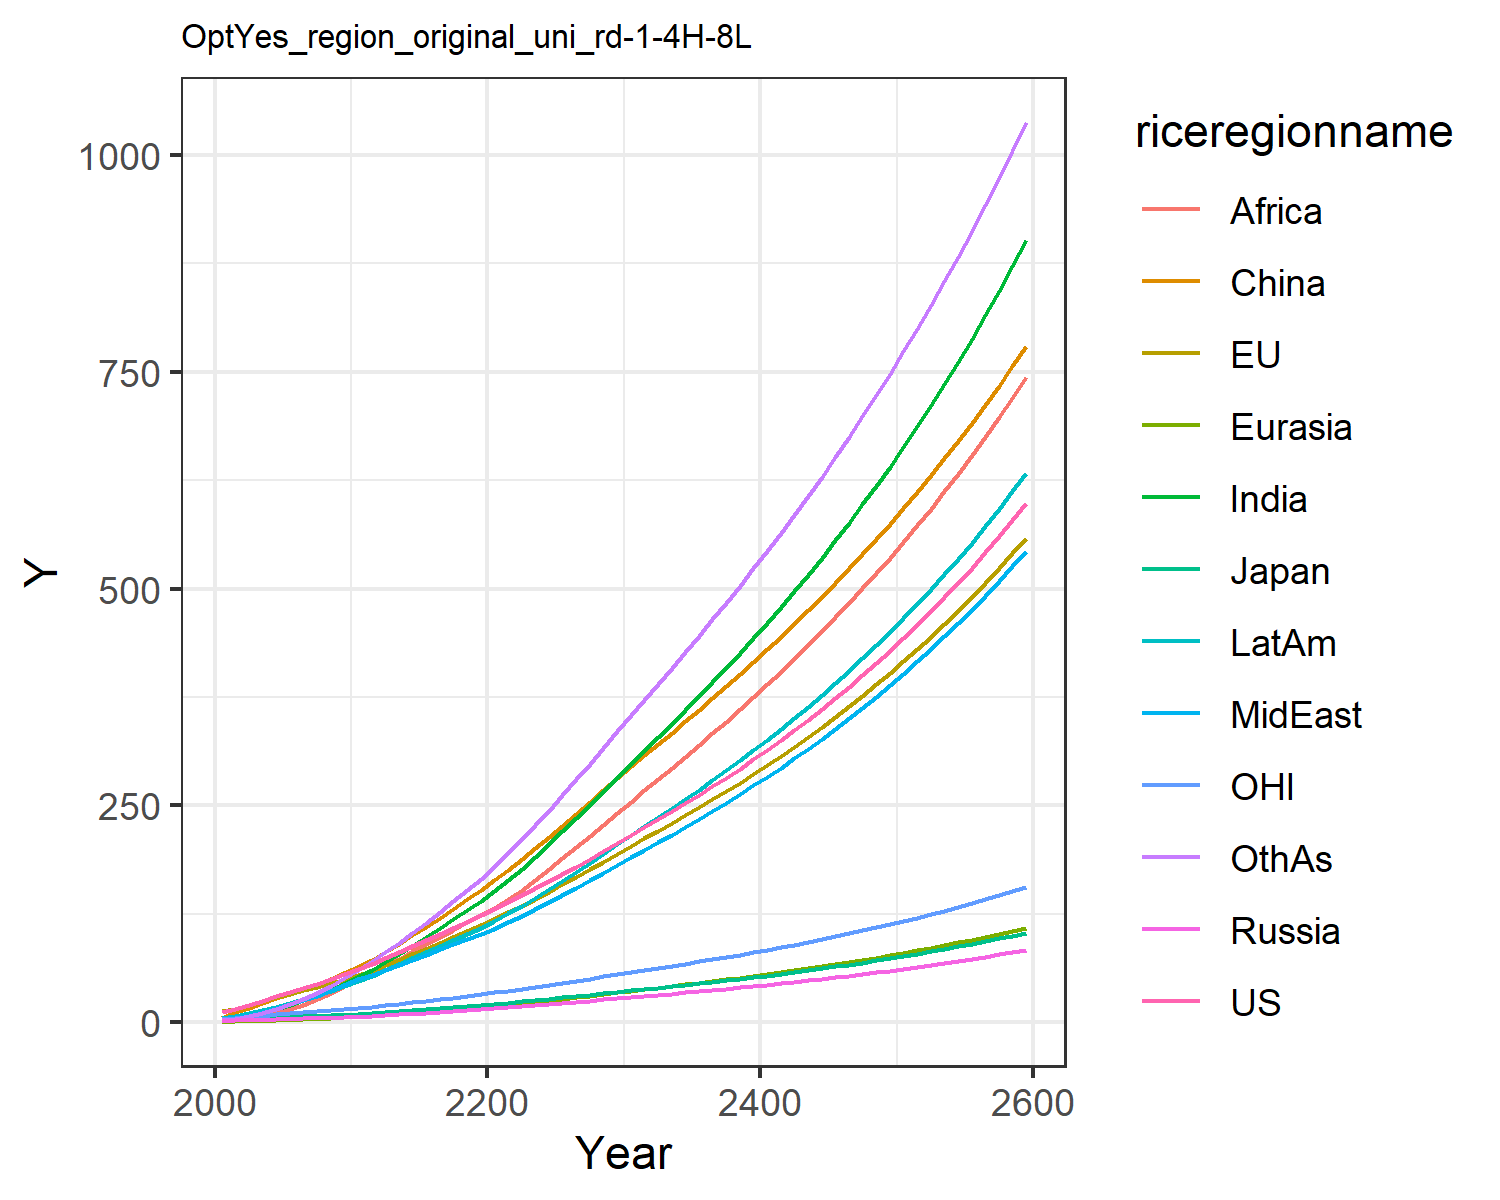 OptYes_region_original_uni_rd-1-4H-8L
1000
750
500
250
0
Y
2000 2200 2400 2600
Year
riceregionname
Africa
China
EU
Eurasia
India
Japan
LatAm
MidEast
OHI
OthAs
Russia
US